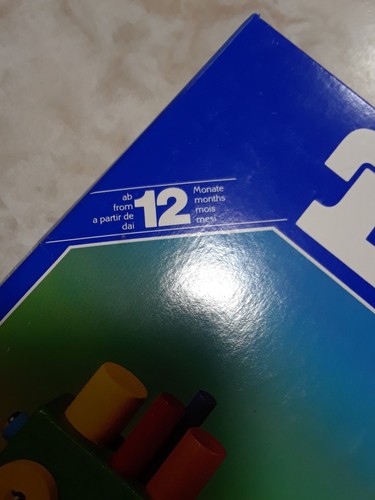 ab 12 Monate
from months
a partir de mois
dai mesi